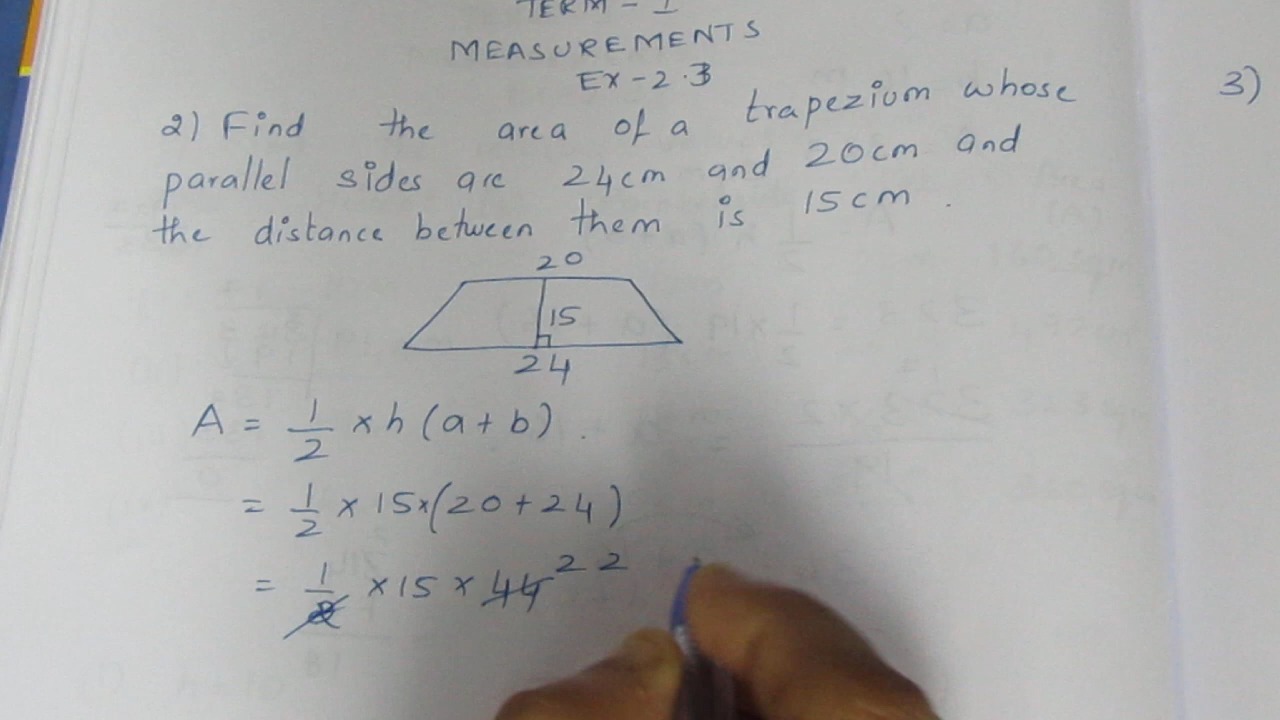 TERM - I
MEASUREMENTS
EX - 2.3
2) Find the area of a trapezium whose
parallel sides are 24cm and 20cm and
the distance between them is 15cm.
20
15
24
A = 1/2 × h (a + b).
= 1/2 × 15×(20 + 24)
= 1/2 × 15 × 44 22
3)